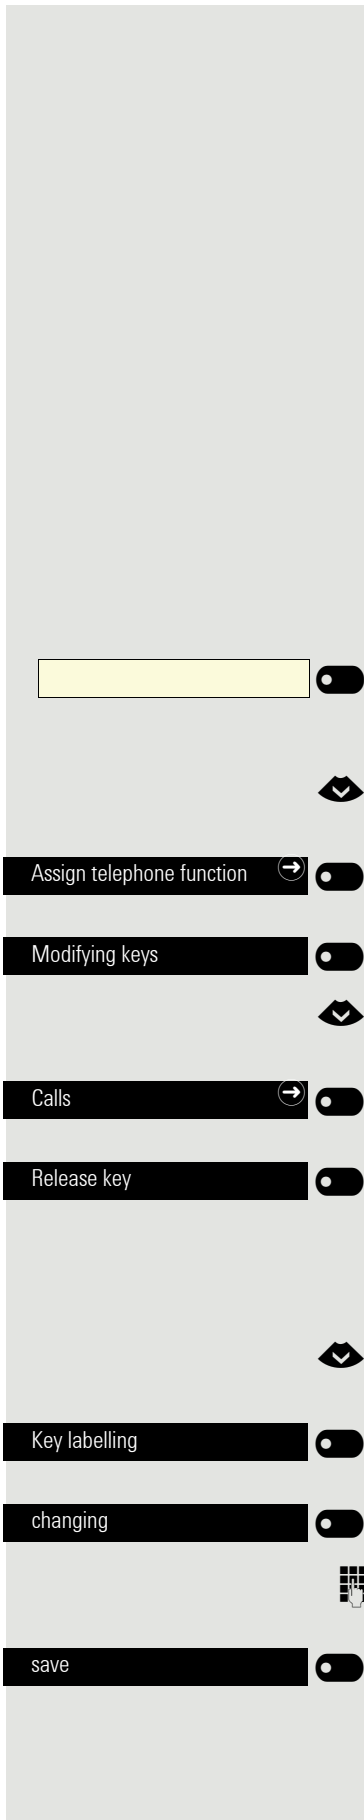 Assign telephone function
Modifying keys
Calls
Release key
Key labelling
changing
save